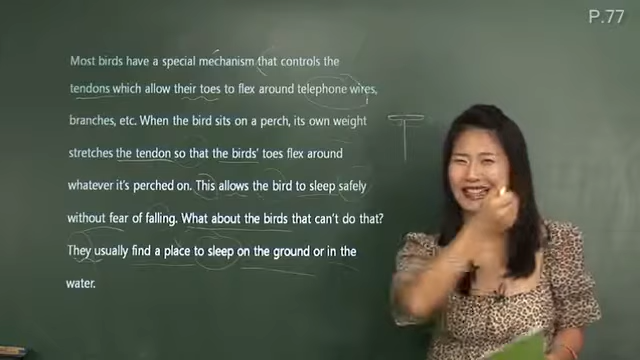 P.77
Most birds have a special mechanism that controls the
tendons which allow their toes to flex around telephone wires,
branches, etc. When the bird sits on a perch, its own weight
stretches the tendon so that the birds' toes flex around
whatever it's perched on. This allows the bird to sleep safely
without fear of falling. What about the birds that can't do that?
They usually find a place to sleep on the ground or in the
water.
T